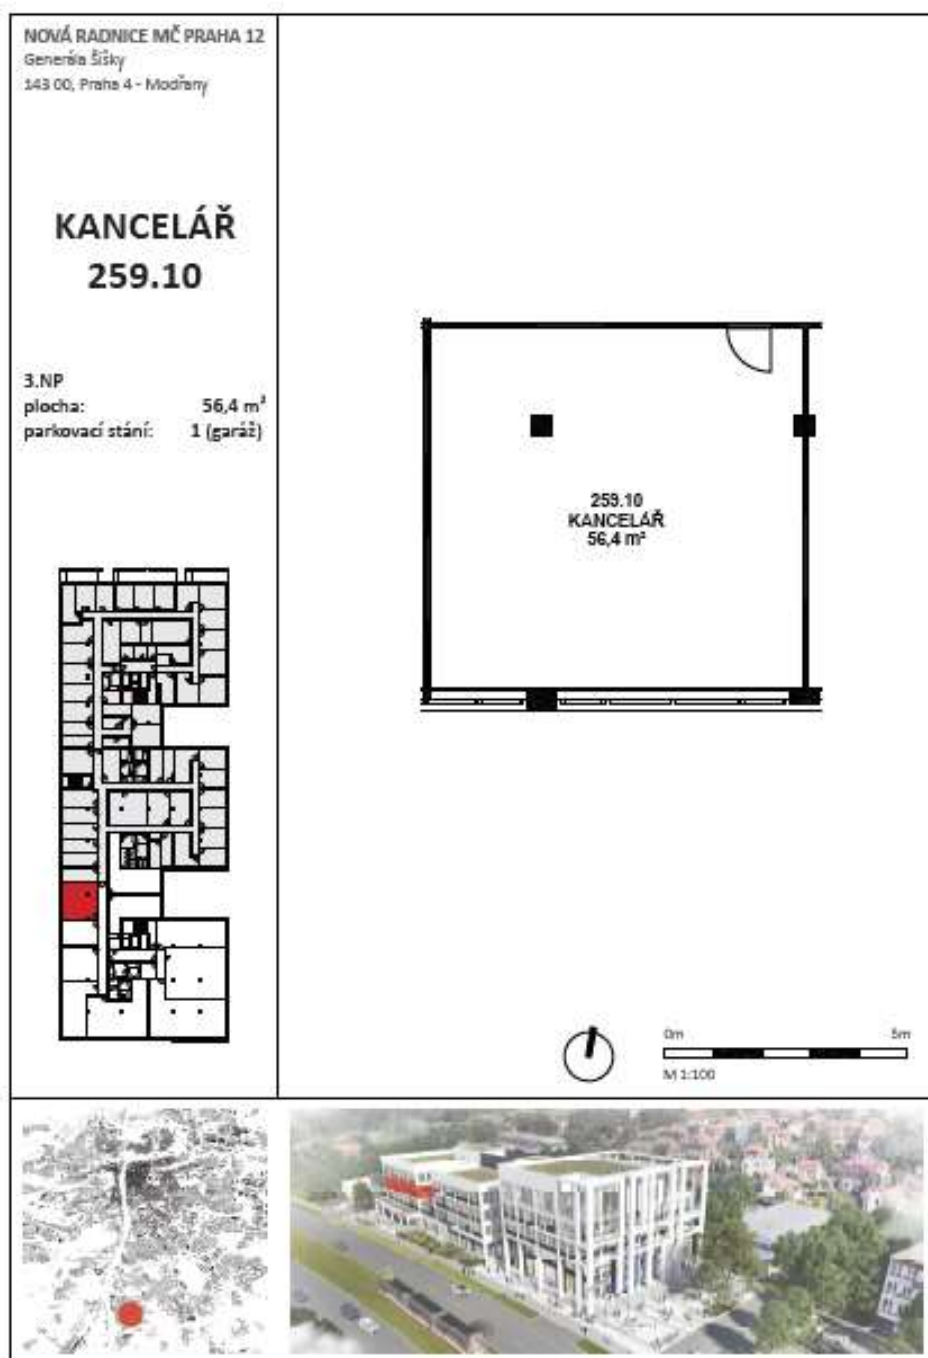 NOVÁ RADNICE MČ PRAHA 12
Generála Šišky
143 00, Praha 4 - Modřany
KANCELÁŘ
259.10
3.NP
plocha: 56,4 m²
parkovací stání: 1 (garáž)
259.10
KANCELÁŘ
56,4 m²
0m 5m
M 1:100